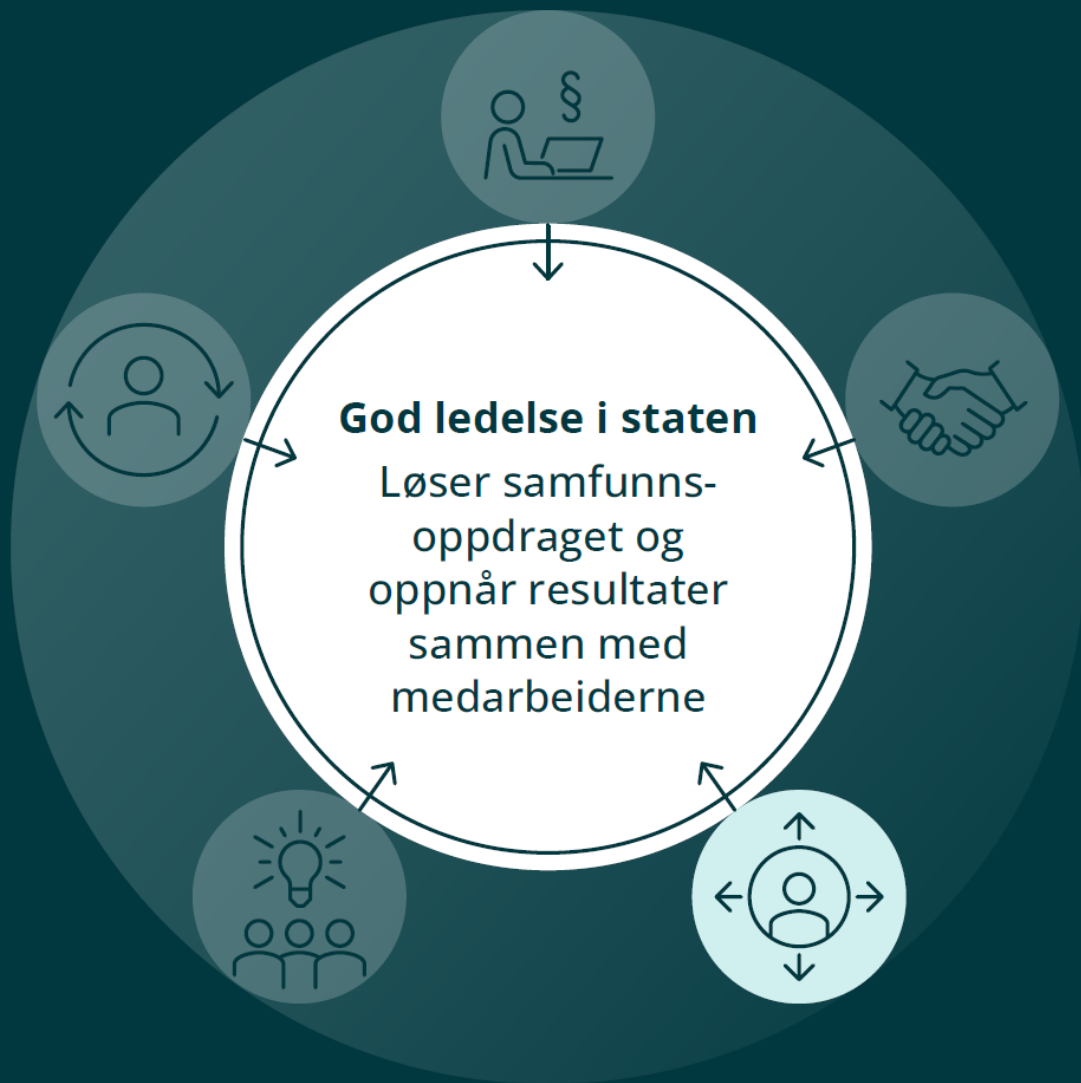 §
God ledelse i staten
Løser samfunns-
oppdraget og
oppnår resultater
sammen med
medarbeiderne